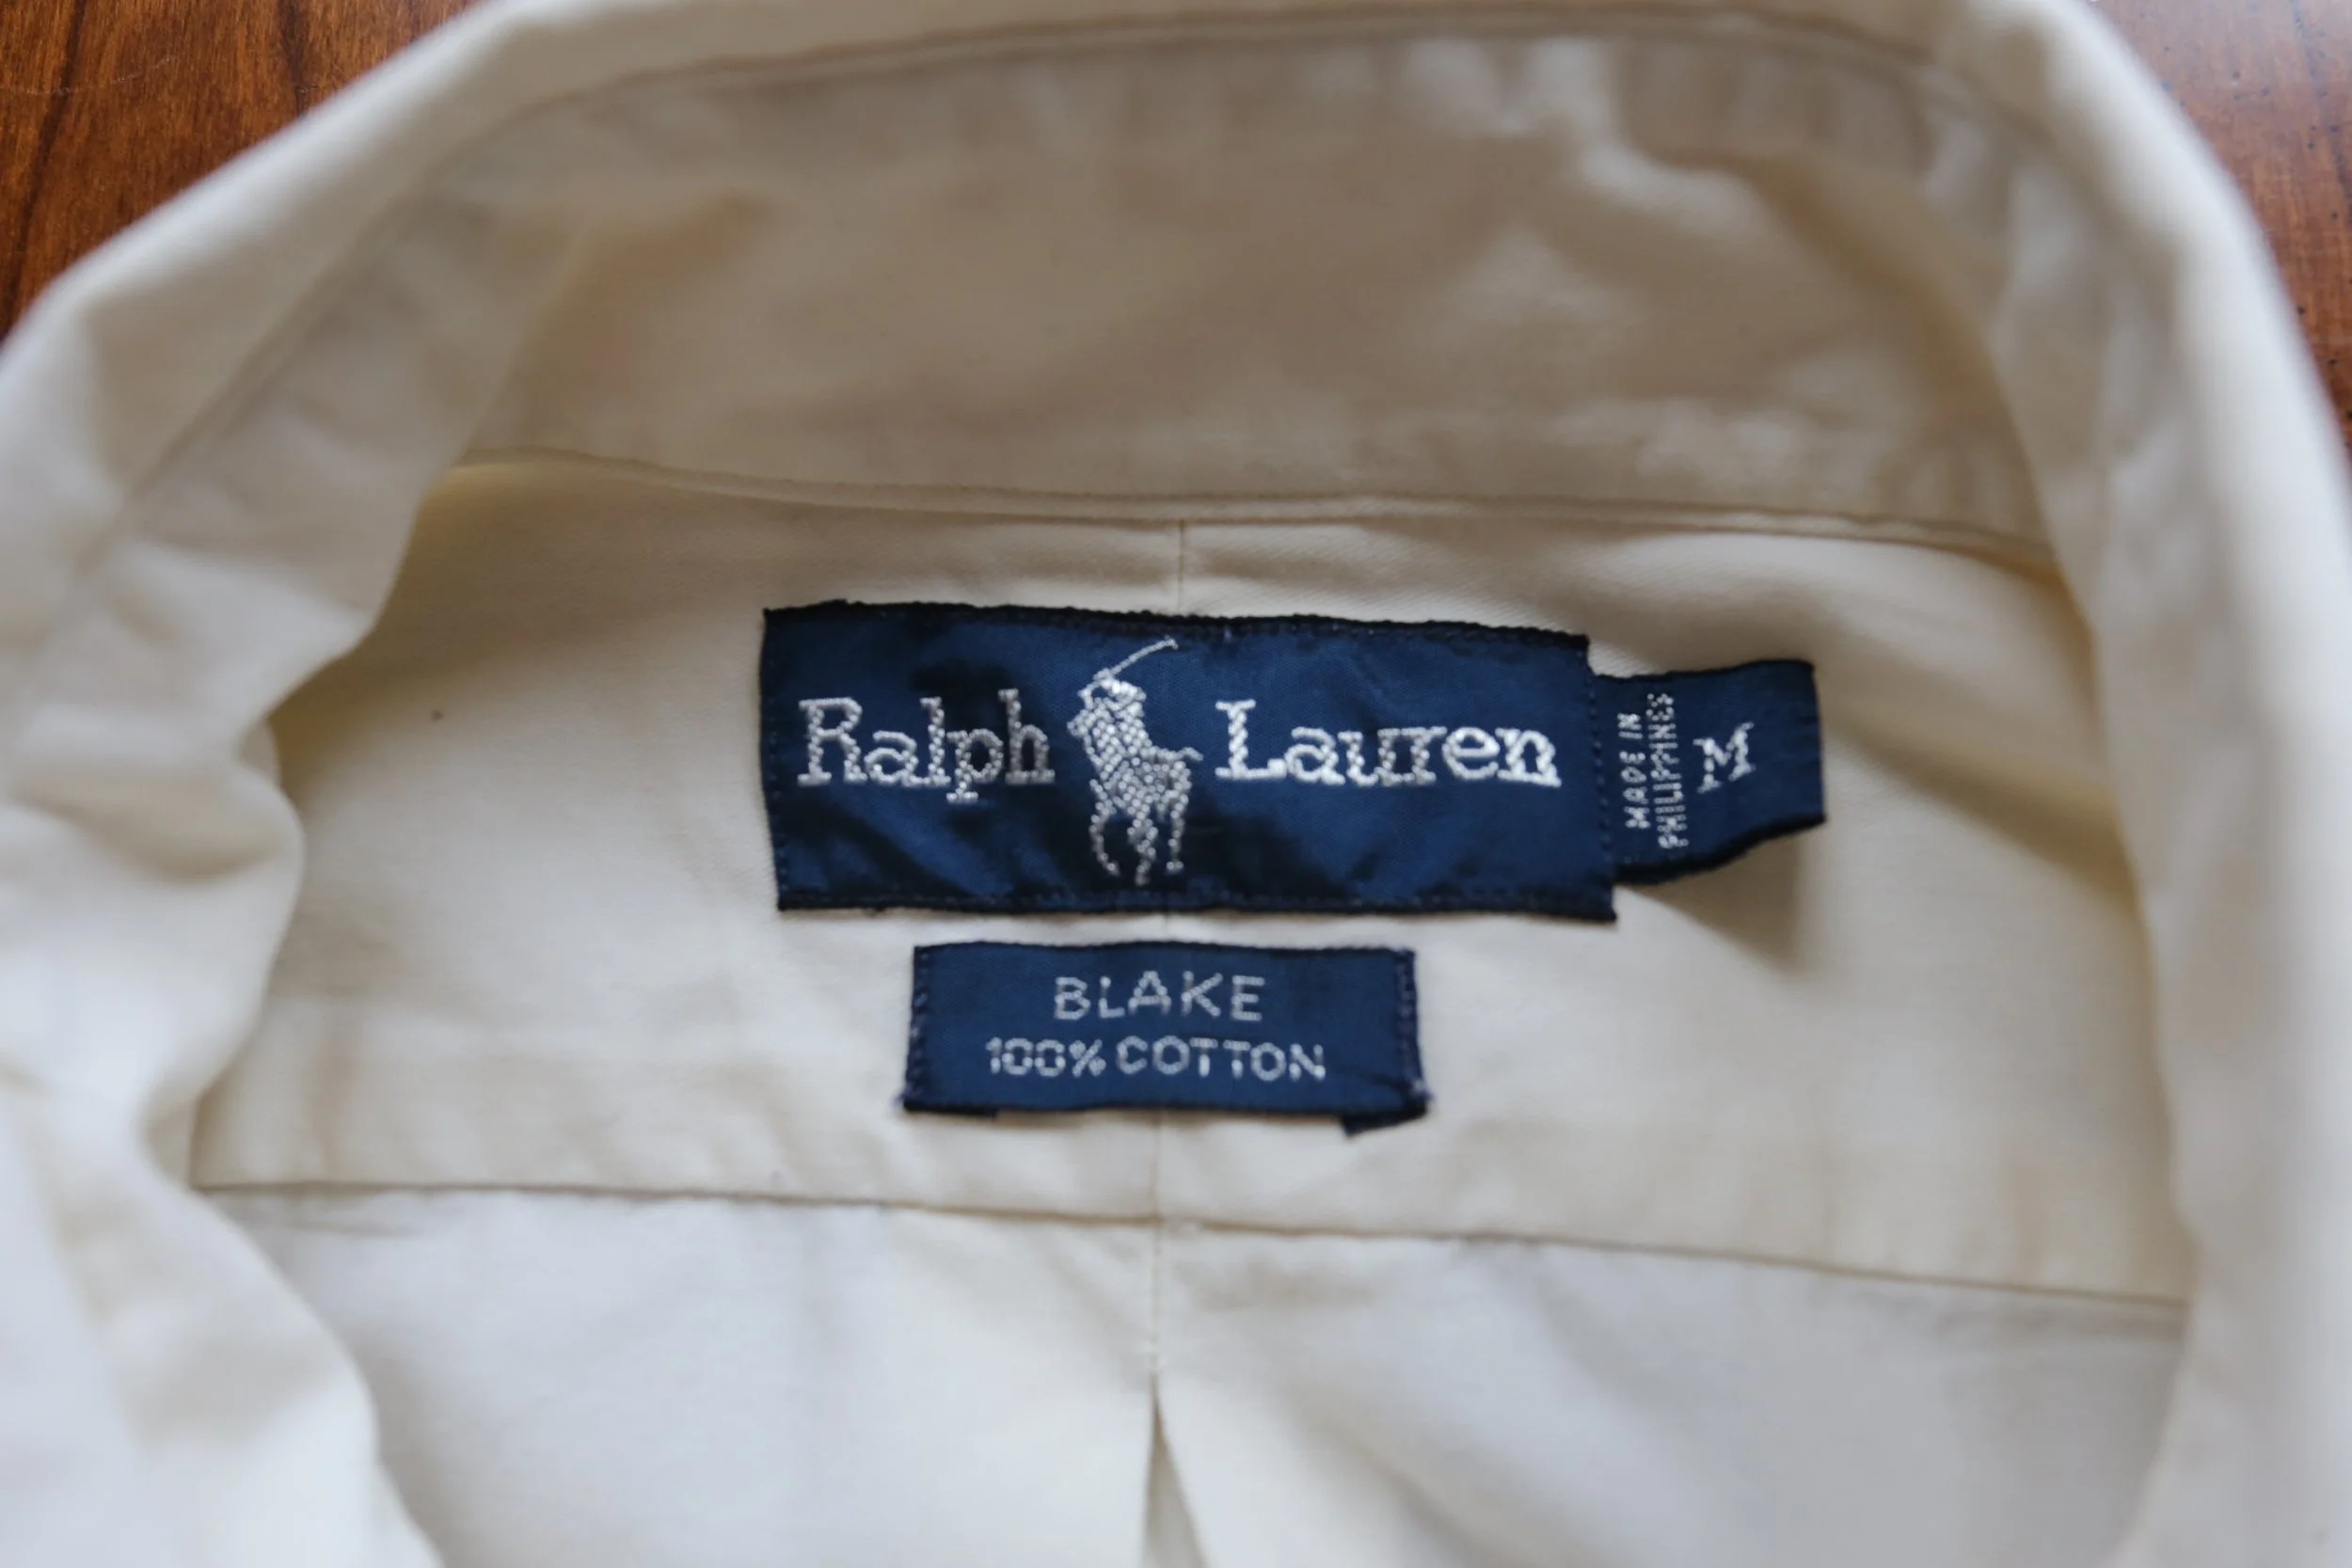 Ralph Lauren
MADE IN
PHILIPPINES
M
BLAKE
100% COTTON